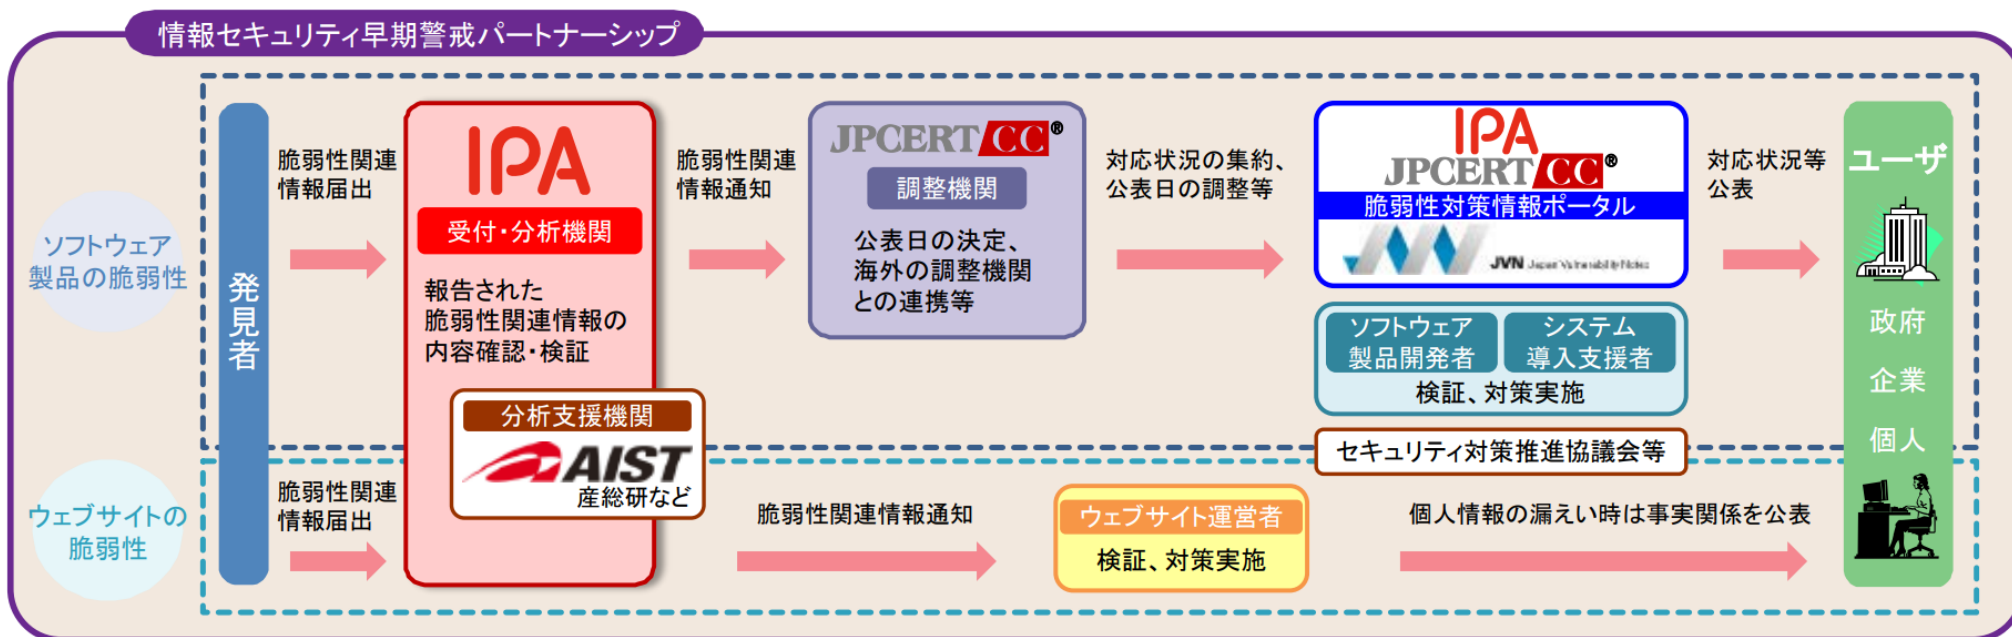 情報セキュリティ早期警戒パートナーシップ
ソフトウェア
製品の脆弱性
発見者
脆弱性関連
情報届出
IPA
受付・分析機関
報告された
脆弱性関連情報の
内容確認・検証
分析支援機関
AIST
産総研など
脆弱性関連
情報通知
JPCERT CC®
調整機関
公表日の決定、
海外の調整機関
との連携等
対応状況の集約、
公表日の調整等
IPA
JPCERT CC®
脆弱性対策情報ポータル
JVN Japan Vulnerability Notes
ソフトウェア
製品開発者
システム
導入支援者
検証、対策実施
セキュリティ対策推進協議会等
対応状況等
公表
ユーザ
政府
企業
個人
ウェブサイトの
脆弱性
脆弱性関連
情報届出
脆弱性関連情報通知
ウェブサイト運営者
検証、対策実施
個人情報の漏えい時は事実関係を公表